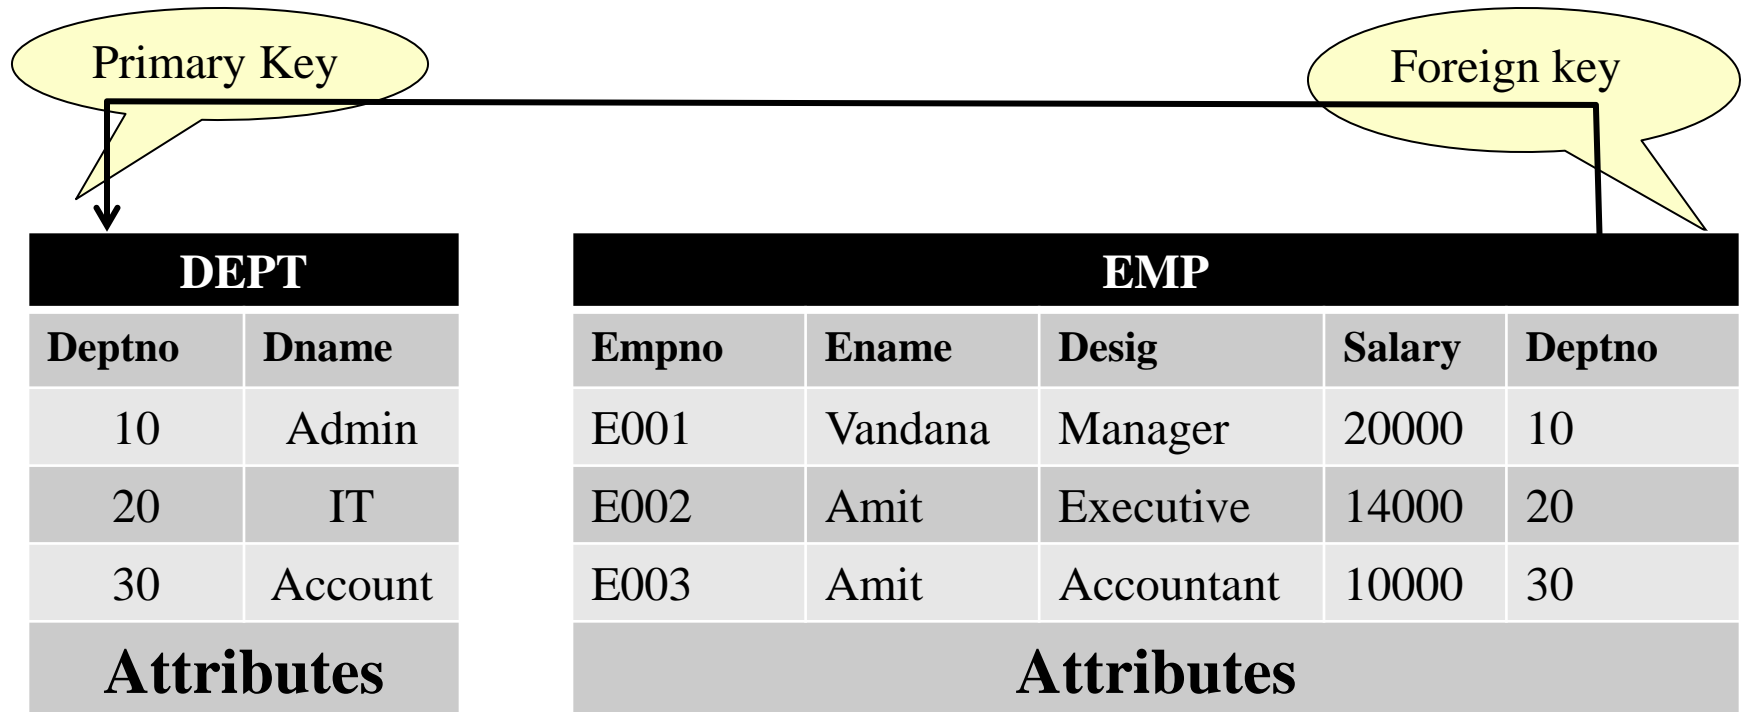 Primary Key
Foreign key
DEPT
Deptno Dname
10 Admin
20 IT
30 Account
Attributes
EMP
Empno Ename Desig Salary Deptno
E001 Vandana Manager 20000 10
E002 Amit Executive 14000 20
E003 Amit Accountant 10000 30
Attributes